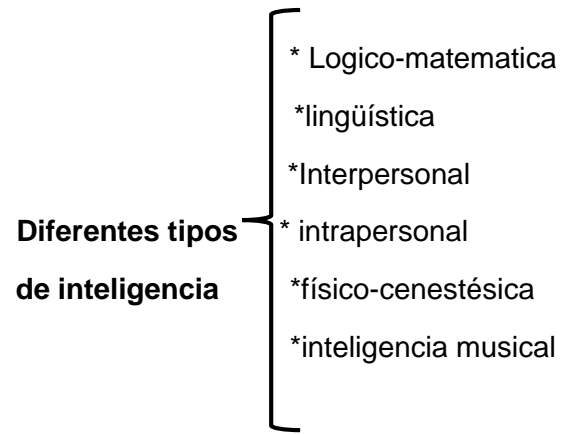 * Logico-matematica
*lingüística
*Interpersonal
Diferentes tipos
de inteligencia
* intrapersonal
*físico-cenestésica
*inteligencia musical